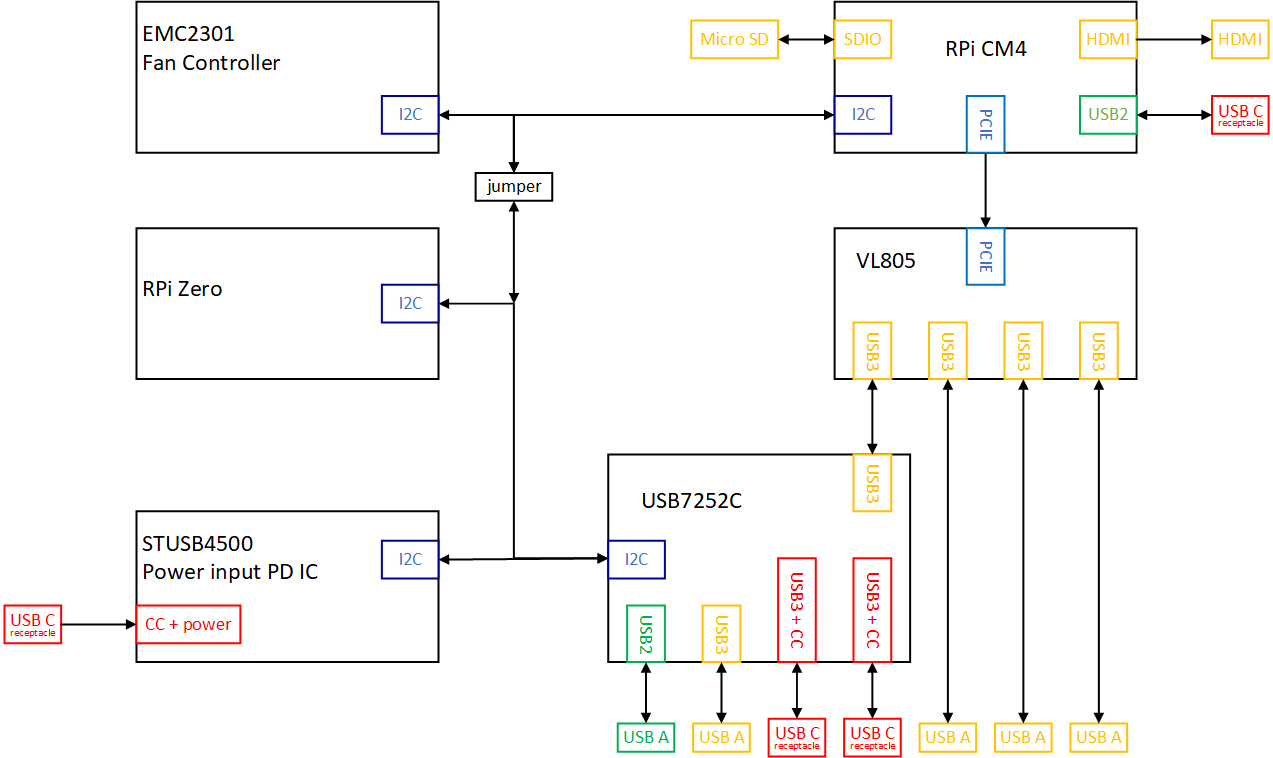 EMC2301
Fan Controller
I2C
Micro SD
SDIO
RPi CM4
HDMI
HDMI
I2C
PCIE
USB2
USB C
receptacle
jumper
RPi Zero
I2C
VL805
PCIE
USB3
USB3
USB3
USB3
STUSB4500
Power input PD IC
I2C
USB C
receptacle
CC + power
USB7252C
USB3
I2C
USB2
USB3
USB3 + CC
USB3 + CC
USB A
USB A
USB C
receptacle
USB C
receptacle
USB A
USB A
USB A